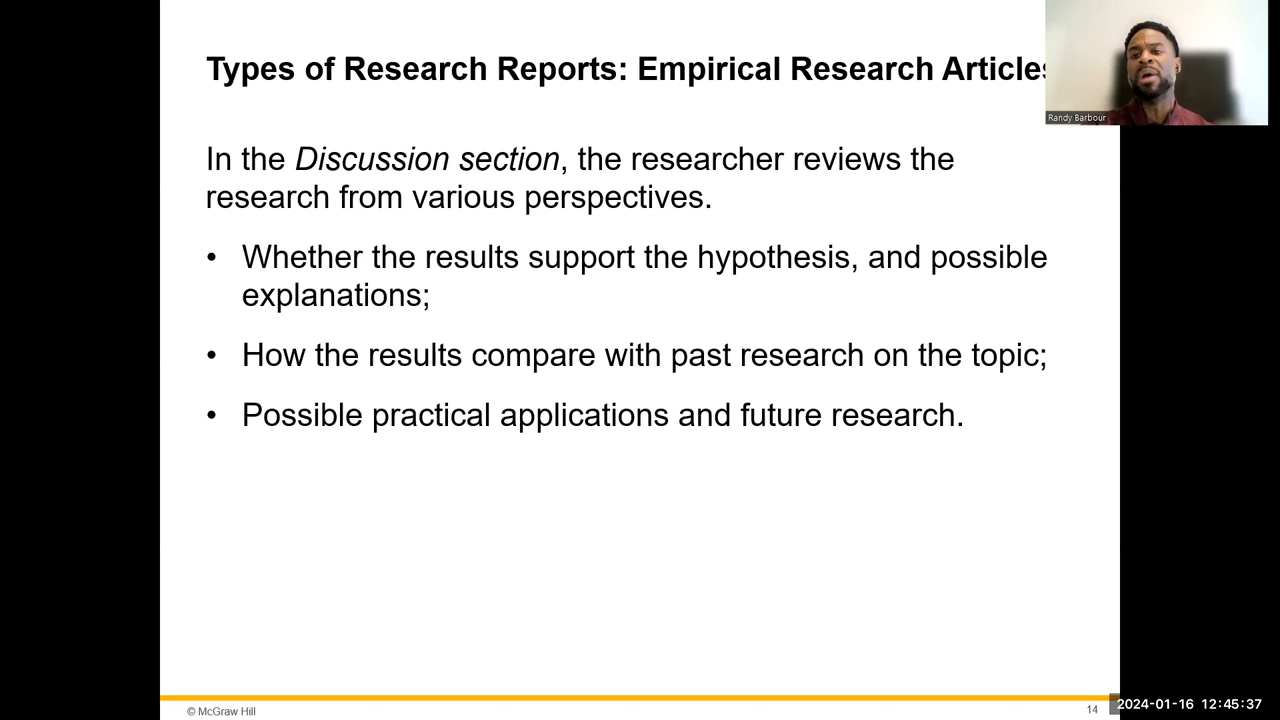 Types of Research Reports: Empirical Research Articles
Randy Barbour
In the Discussion section, the researcher reviews the
research from various perspectives.
• Whether the results support the hypothesis, and possible
explanations;
• How the results compare with past research on the topic;
• Possible practical applications and future research.
© McGraw Hill
14
2024-01-16 12:45:37